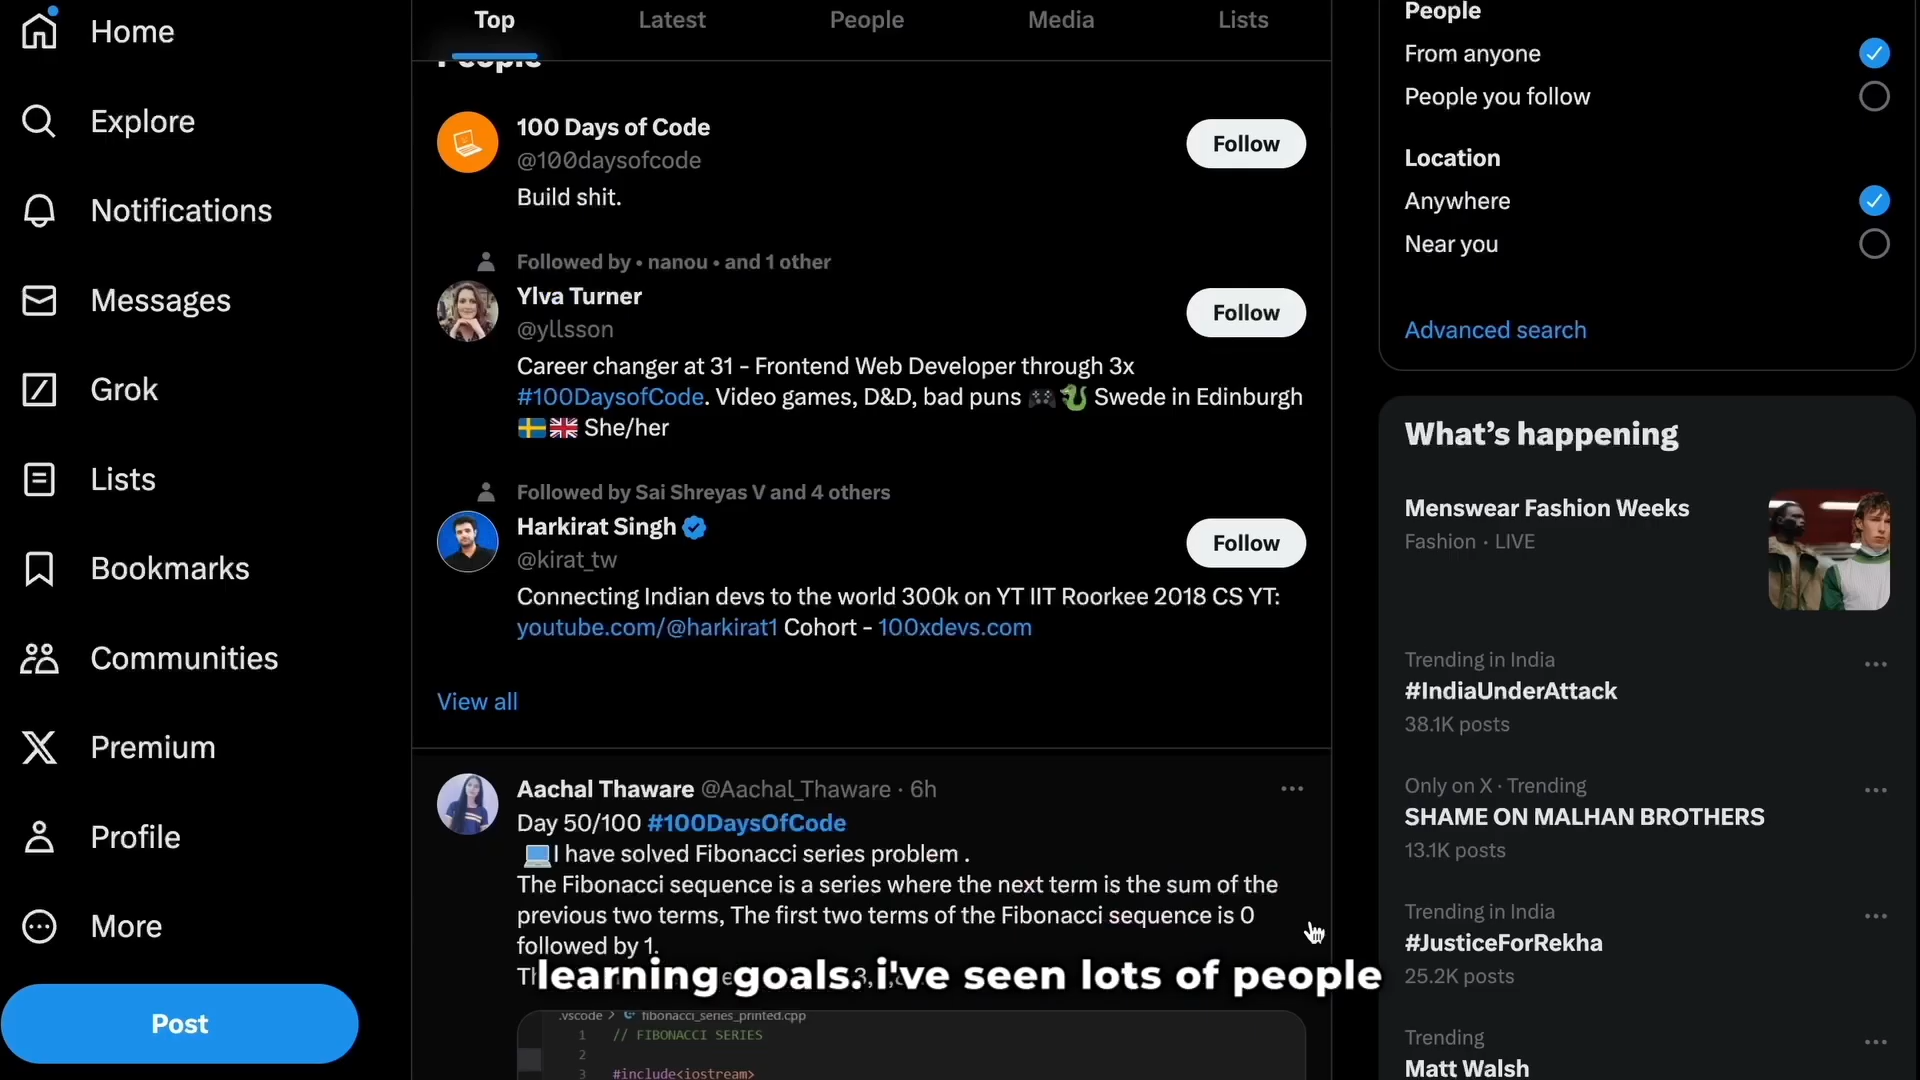 Home
Explore
Notifications
Messages
Grok
Lists
Bookmarks
Communities
Premium
Profile
More
Post
Top
Latest
People
Media
Lists
People
100 Days of Code
@100daysofcode
Build shit.
Follow
Followed by • nanou • and 1 other
Ylva Turner
@yllsson
Follow
Career changer at 31 - Frontend Web Developer through 3x
#100DaysofCode. Video games, D&D, bad puns 🎮🐉 Swede in Edinburgh
🇸🇪🇬🇧 She/her
Followed by Sai Shreyas V and 4 others
Harkirat Singh
@kirat_tw
Follow
Connecting Indian devs to the world 300k on YT IIT Roorkee 2018 CS YT:
youtube.com/@harkirat1 Cohort - 100xdevs.com
View all
Aachal Thaware @Aachal_Thaware · 6h
Day 50/100 #100DaysOfCode
💻I have solved Fibonacci series problem .
The Fibonacci sequence is a series where the next term is the sum of the
previous two terms, The first two terms of the Fibonacci sequence is 0
followed by 1.
learning goals. i've seen lots of people
.vscode > fibonacci_series_printed.cpp
1 // FIBONACCI SERIES
2
3 #include<iostream>
People
From anyone
People you follow
Location
Anywhere
Near you
Advanced search
What's happening
Menswear Fashion Weeks
Fashion · LIVE
Trending in India
#IndiaUnderAttack
38.1K posts
Only on X · Trending
SHAME ON MALHAN BROTHERS
13.1K posts
Trending in India
#JusticeForRekha
25.2K posts
Trending
Matt Walsh